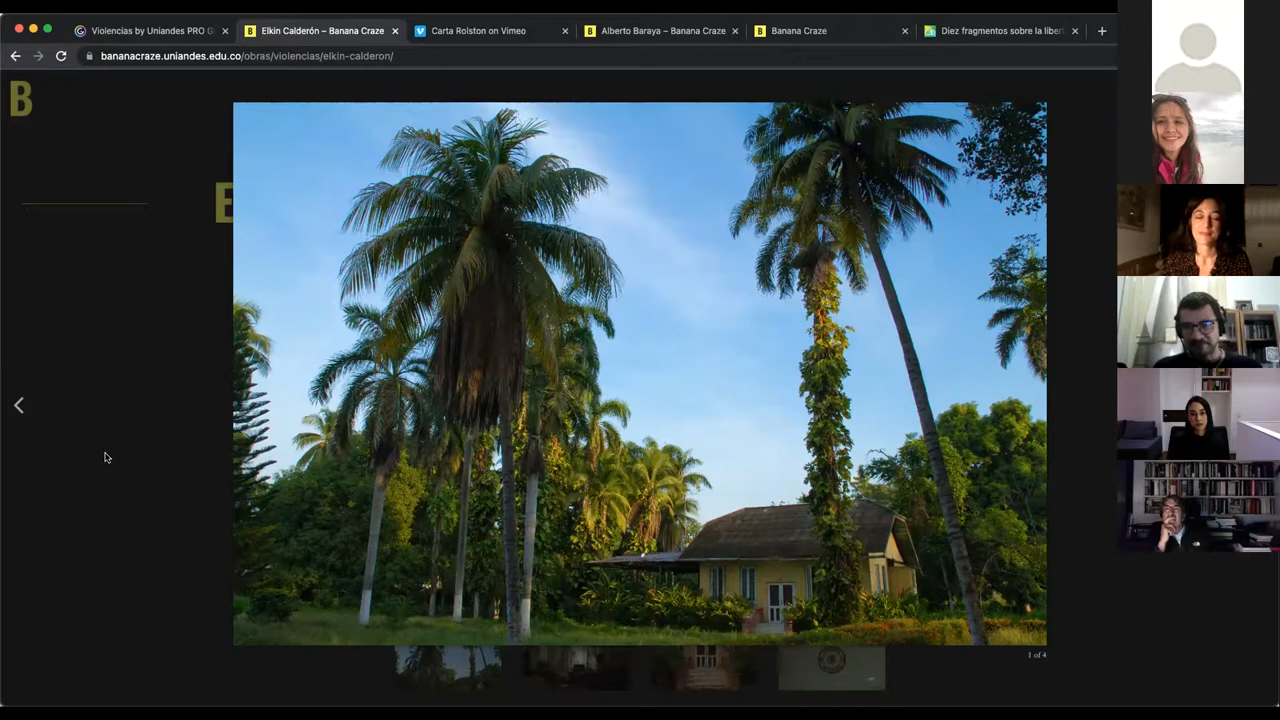 Violencias by Uniandes PRO G
Elkin Calderón – Banana Craze
Carta Rolston on Vimeo
Alberto Baraya – Banana Craze
Banana Craze
Diez fragmentos sobre la libert
bananacraze.uniandes.edu.co/obras/violencias/elkin-calderon/
B
E
1 of 4